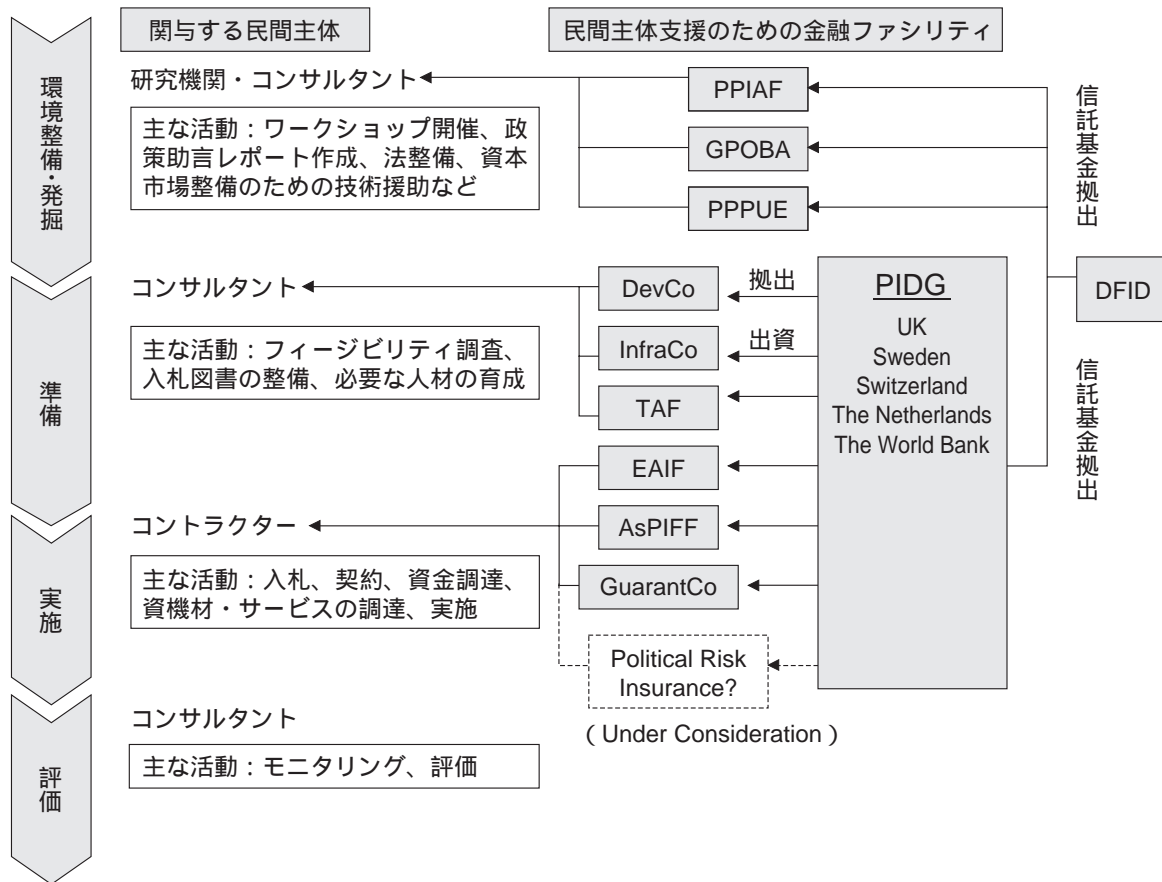 関与する民間主体
民間主体支援のための金融ファシリティ
環境整備・発掘
研究機関・コンサルタント
主な活動：ワークショップ開催、政
策助言レポート作成、法整備、資本
市場整備のための技術援助など
PPIAF
GPOBA
PPPUE
信託基金拠出
DFID
信託基金拠出
準備
コンサルタント
主な活動：フィージビリティ調査、
入札図書の整備、必要な人材の育成
DevCo
拠出
InfraCo
出資
TAF
EAIF
PIDG
UK
Sweden
Switzerland
The Netherlands
The World Bank
実施
コントラクター
主な活動：入札、契約、資金調達、
資機材・サービスの調達、実施
AsPIFF
GuarantCo
Political Risk
Insurance?
（Under Consideration）
評価
コンサルタント
主な活動：モニタリング、評価